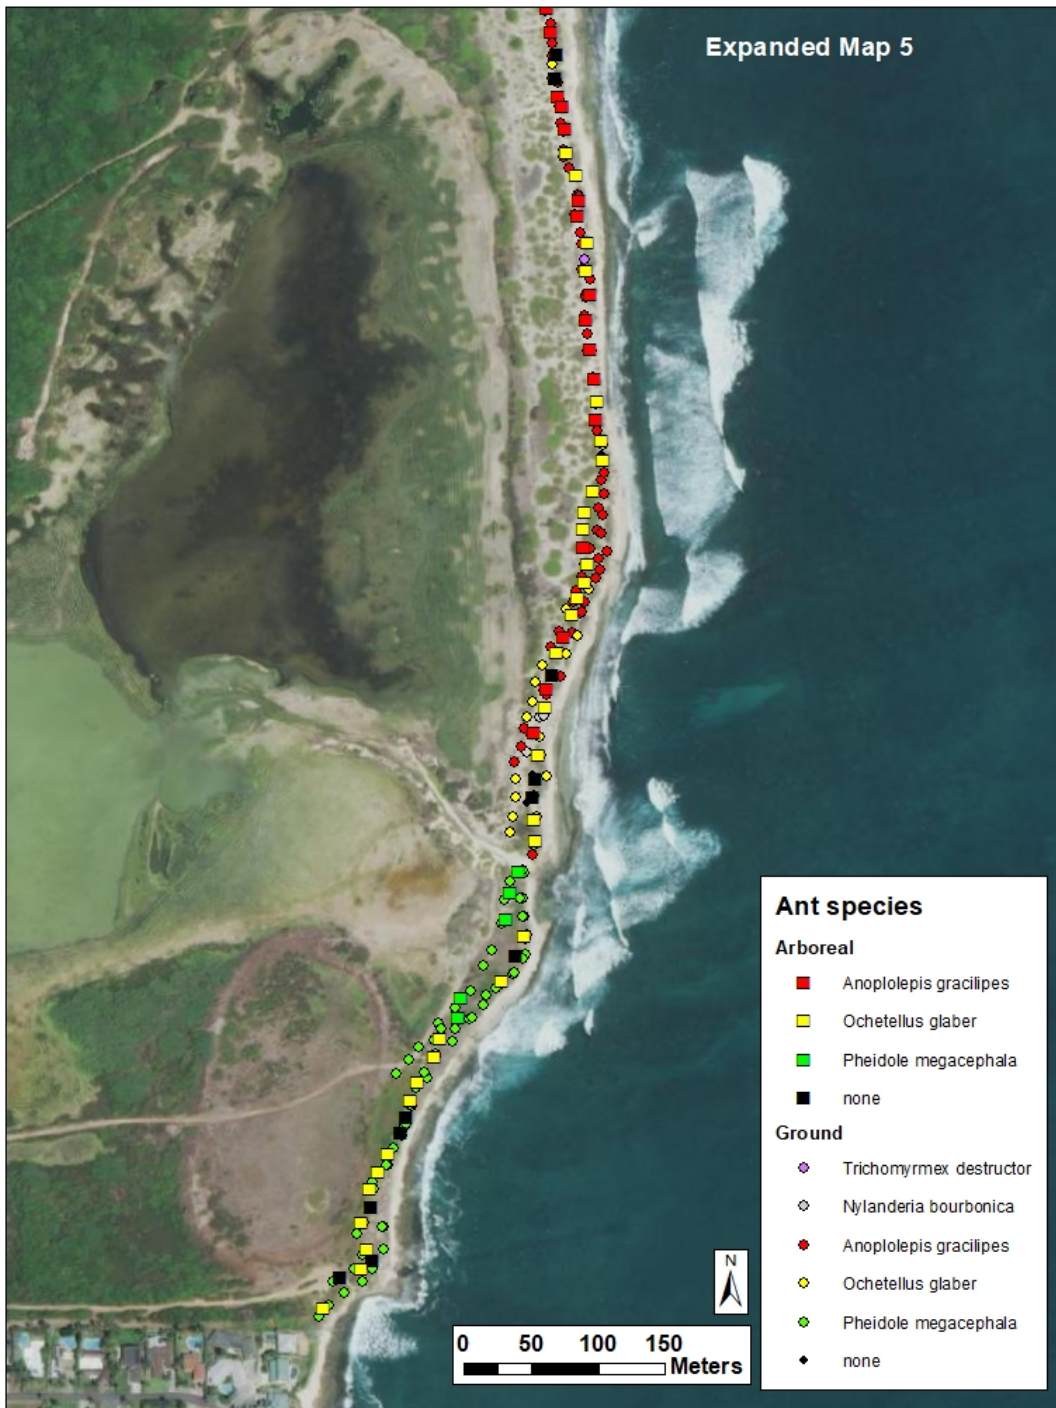 Expanded Map 5
Ant species
Arboreal
Anoplolepis gracilipes
Ochetellus glaber
Pheidole megacephala
none
Ground
Trichomyrmex destructor
Nylanderia bourbonica
Anoplolepis gracilipes
Ochetellus glaber
Pheidole megacephala
none
N
0 50 100 150
Meters